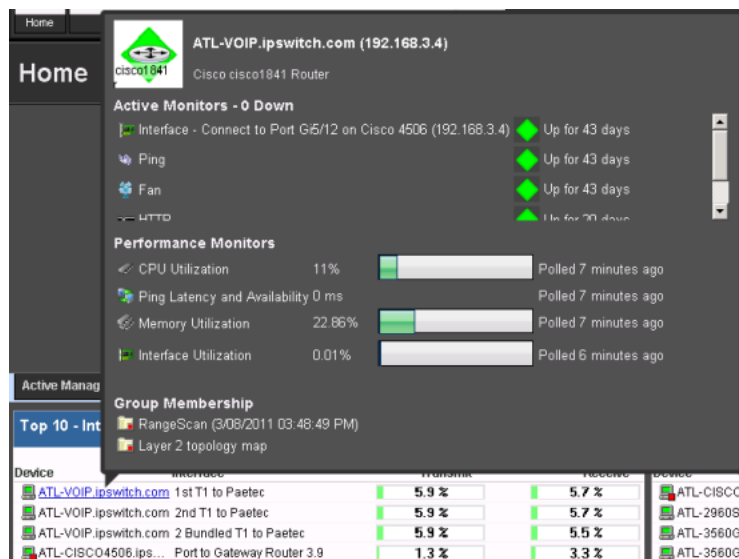 Home
Home
cisco1841
ATL-VOIP.ipswitch.com (192.168.3.4)
Cisco cisco1841 Router
Active Monitors - 0 Down
Interface - Connect to Port Gi5/12 on Cisco 4506 (192.168.3.4) Up for 43 days
Ping Up for 43 days
Fan Up for 43 days
HTTP Up for 20 days
Performance Monitors
CPU Utilization 11% Polled 7 minutes ago
Ping Latency and Availability 0 ms Polled 7 minutes ago
Memory Utilization 22.86% Polled 7 minutes ago
Interface Utilization 0.01% Polled 6 minutes ago
Active Manag
Group Membership
RangeScan (3/08/2011 03:48:49 PM)
Layer 2 topology map
Top 10 - Int
Device Interface Transmit Receive Device
ATL-VOIP.ipswitch.com 1st T1 to Paetec 5.9 % 5.7 % ATL-CISCO
ATL-VOIP.ipswitch.com 2nd T1 to Paetec 5.9 % 5.7 % ATL-2960S
ATL-VOIP.ipswitch.com 2 Bundled T1 to Paetec 5.9 % 5.5 % ATL-3560G
ATL-CISCO4506.ips... Port to Gateway Router 3.9 1.3 % 3.3 % ATL-3560G